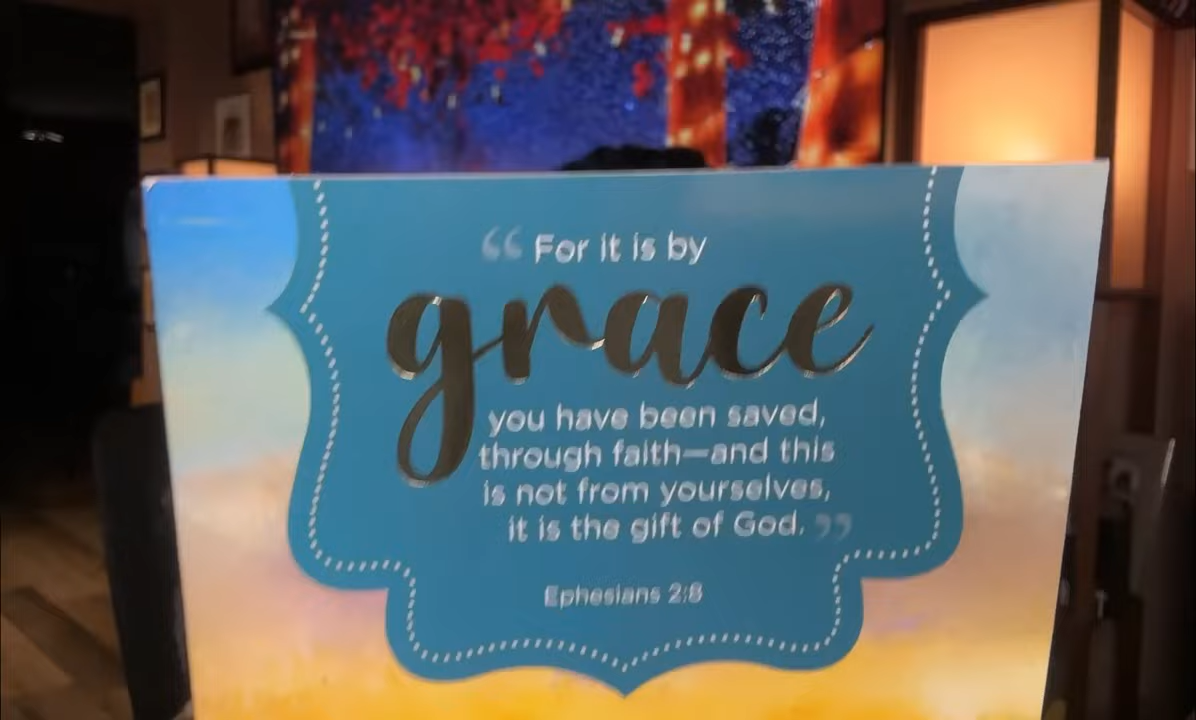 “ For it is by
grace
you have been saved,
through faith—and this
is not from yourselves,
it is the gift of God. ”
Ephesians 2:8